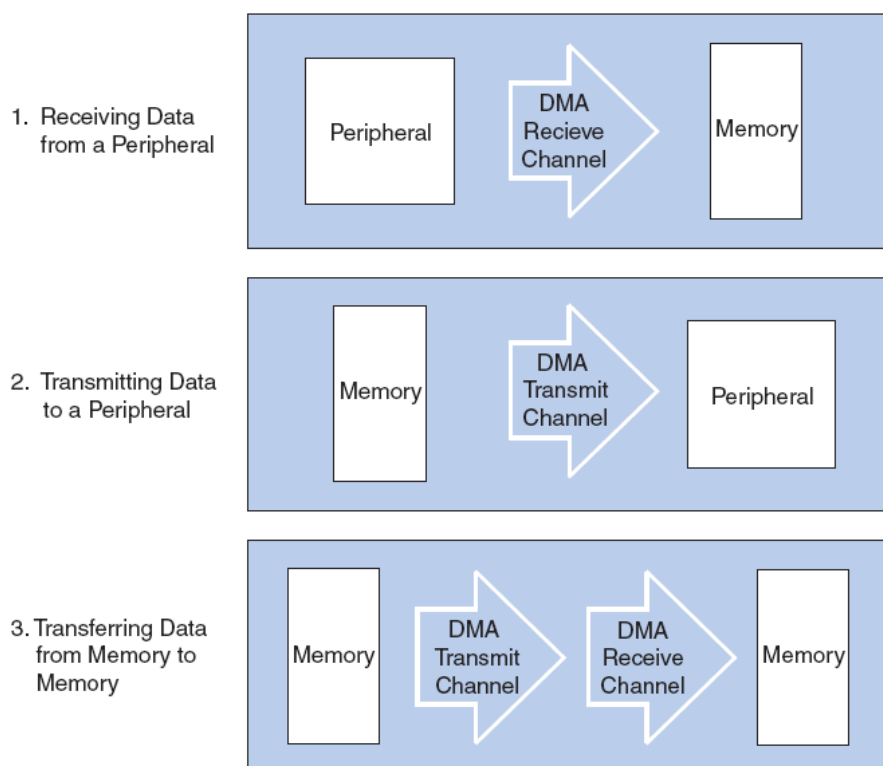 1. Receiving Data
from a Peripheral
Peripheral
DMA
Recieve
Channel
Memory
2. Transmitting Data
to a Peripheral
Memory
DMA
Transmit
Channel
Peripheral
3. Transferring Data
from Memory to
Memory
Memory
DMA
Transmit
Channel
DMA
Receive
Channel
Memory